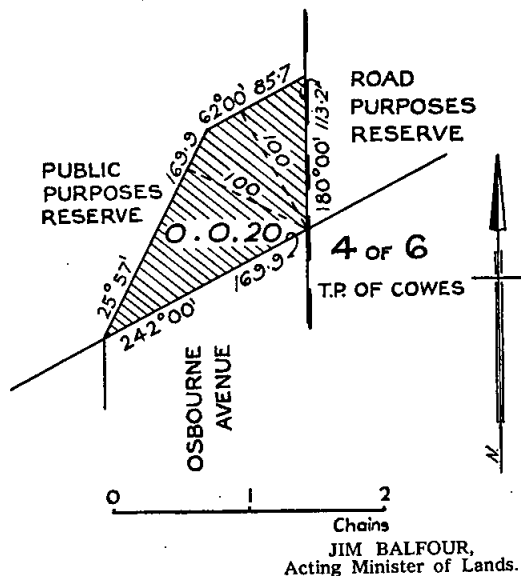 62°00' 85.7
ROAD
PURPOSES
RESERVE
169.9
100
180°00' 113.2
PUBLIC
PURPOSES
RESERVE
100
0.0.20
169.9
4 OF 6
T.P. OF COWES
25°57'
242°00'
OSBOURNE
AVENUE
N.
0 1 2
Chains
JIM BALFOUR,
Acting Minister of Lands.